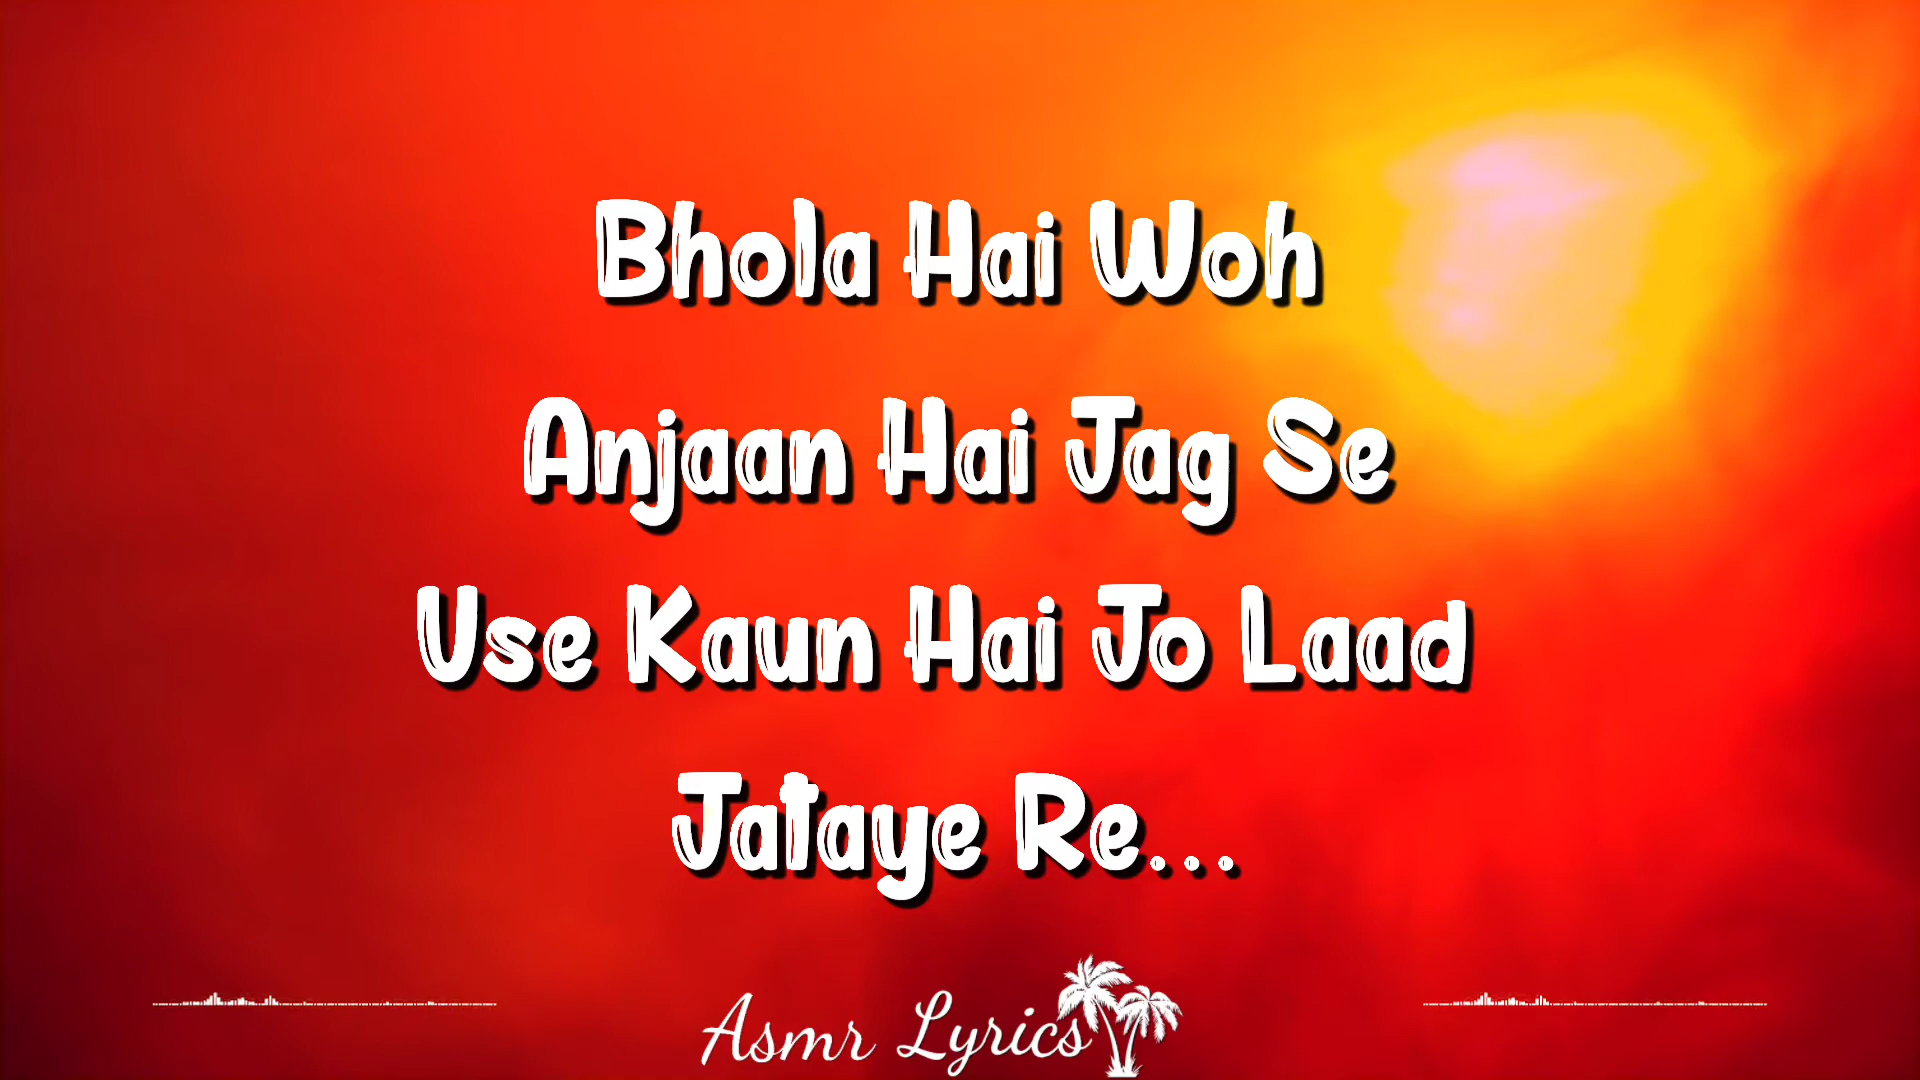 Bhola Hai Woh
Anjaan Hai Jag Se
Use Kaun Hai Jo Laad
Jataye Re...
Asmr Lyrics